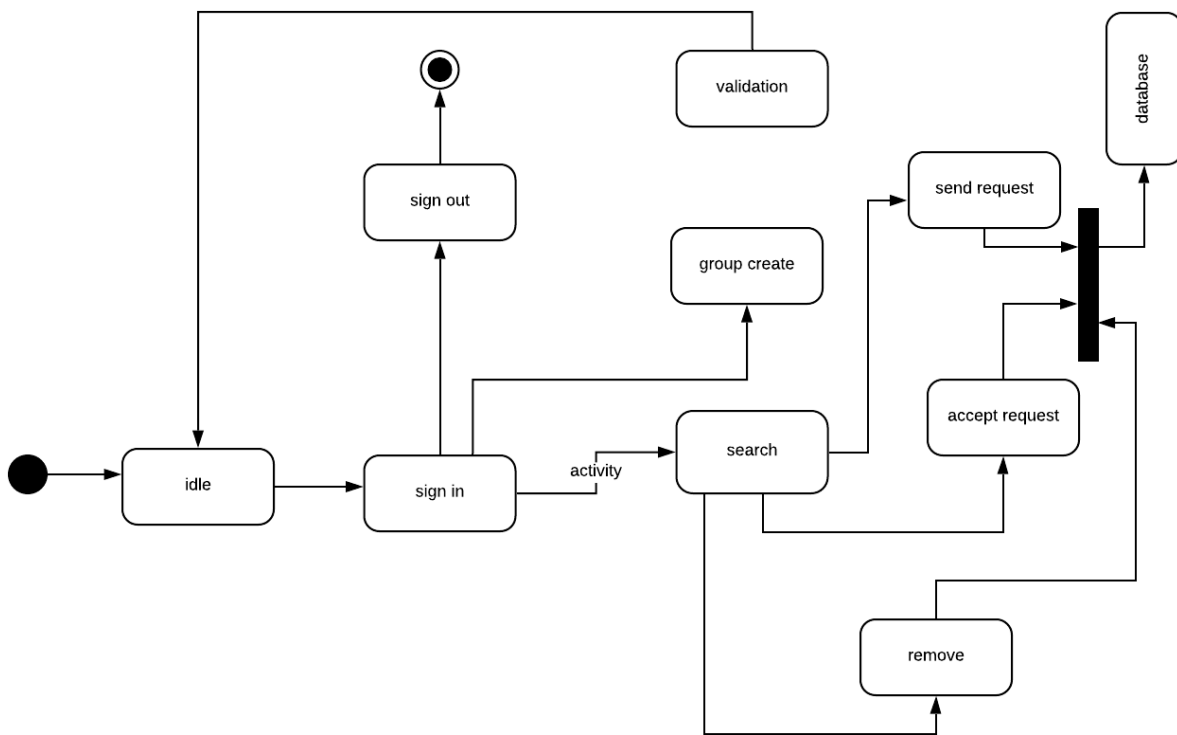 validation
database
send request
sign out
group create
accept request
search
activity
idle
sign in
remove